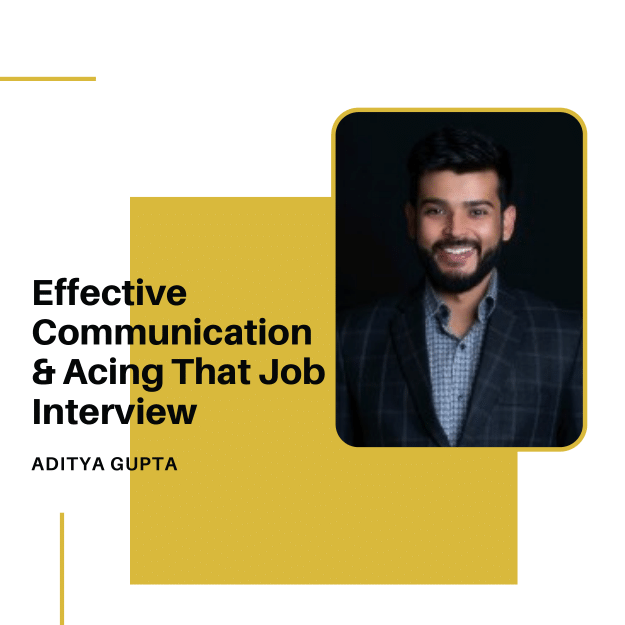 Effective
Communication
& Acing That Job
Interview
ADITYA GUPTA